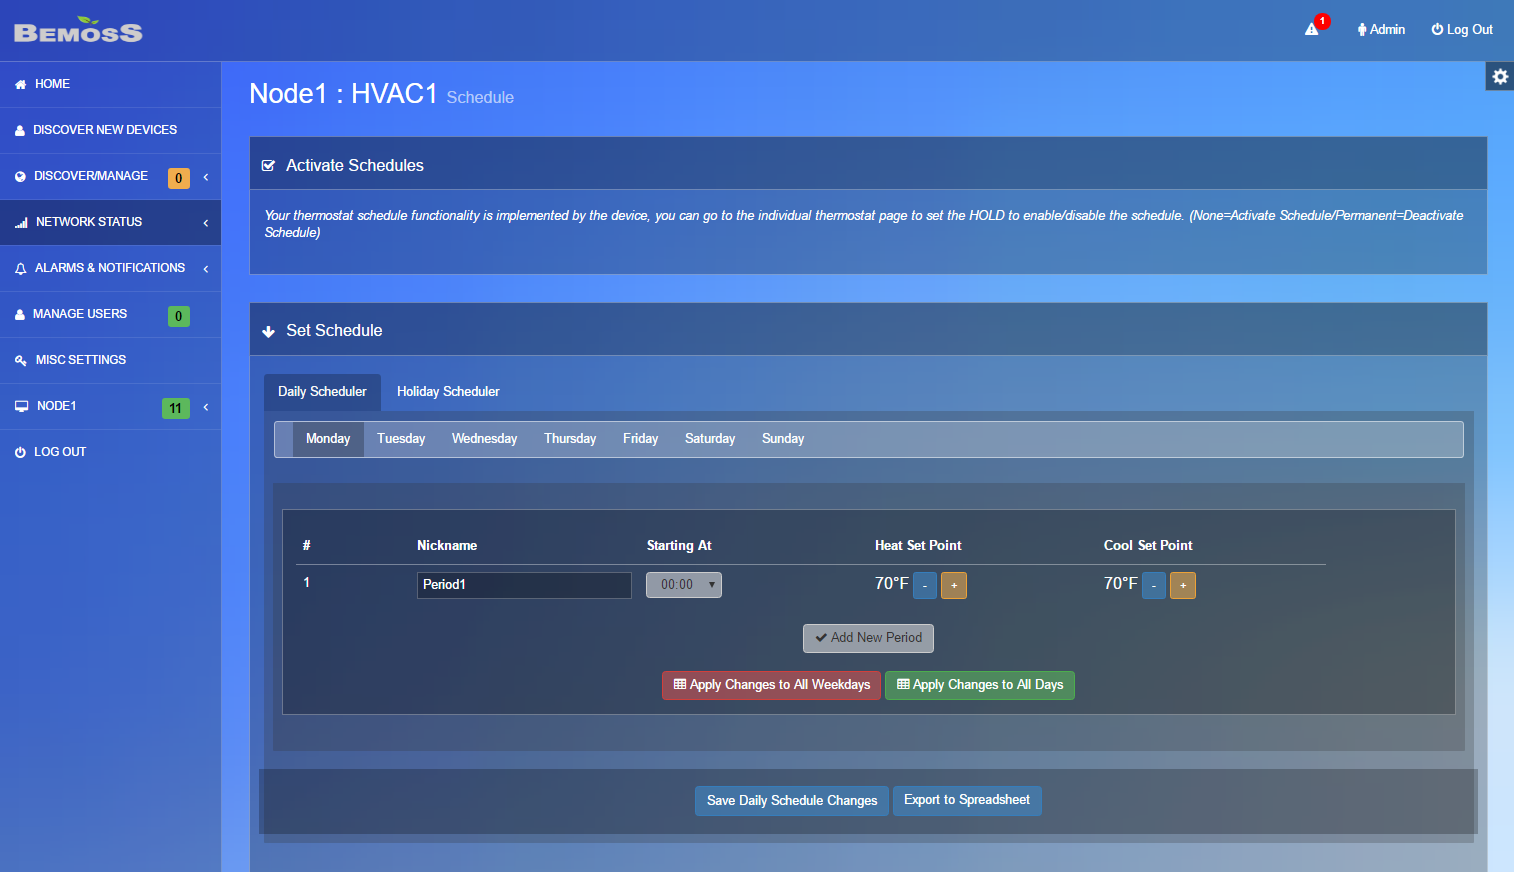 BEMOSS
1
Admin
Log Out
HOME
DISCOVER NEW DEVICES
DISCOVER/MANAGE 0
NETWORK STATUS
ALARMS & NOTIFICATIONS
MANAGE USERS 0
MISC SETTINGS
NODE1 11
LOG OUT
Node1 : HVAC1 Schedule
Activate Schedules
Your thermostat schedule functionality is implemented by the device, you can go to the individual thermostat page to set the HOLD to enable/disable the schedule. (None=Activate Schedule/Permanent=Deactivate
Schedule)
Set Schedule
Daily Scheduler Holiday Scheduler
Monday Tuesday Wednesday Thursday Friday Saturday Sunday
# Nickname Starting At Heat Set Point Cool Set Point
1 Period1 00:00 70°F - + 70°F - +
Add New Period
Apply Changes to All Weekdays Apply Changes to All Days
Save Daily Schedule Changes Export to Spreadsheet